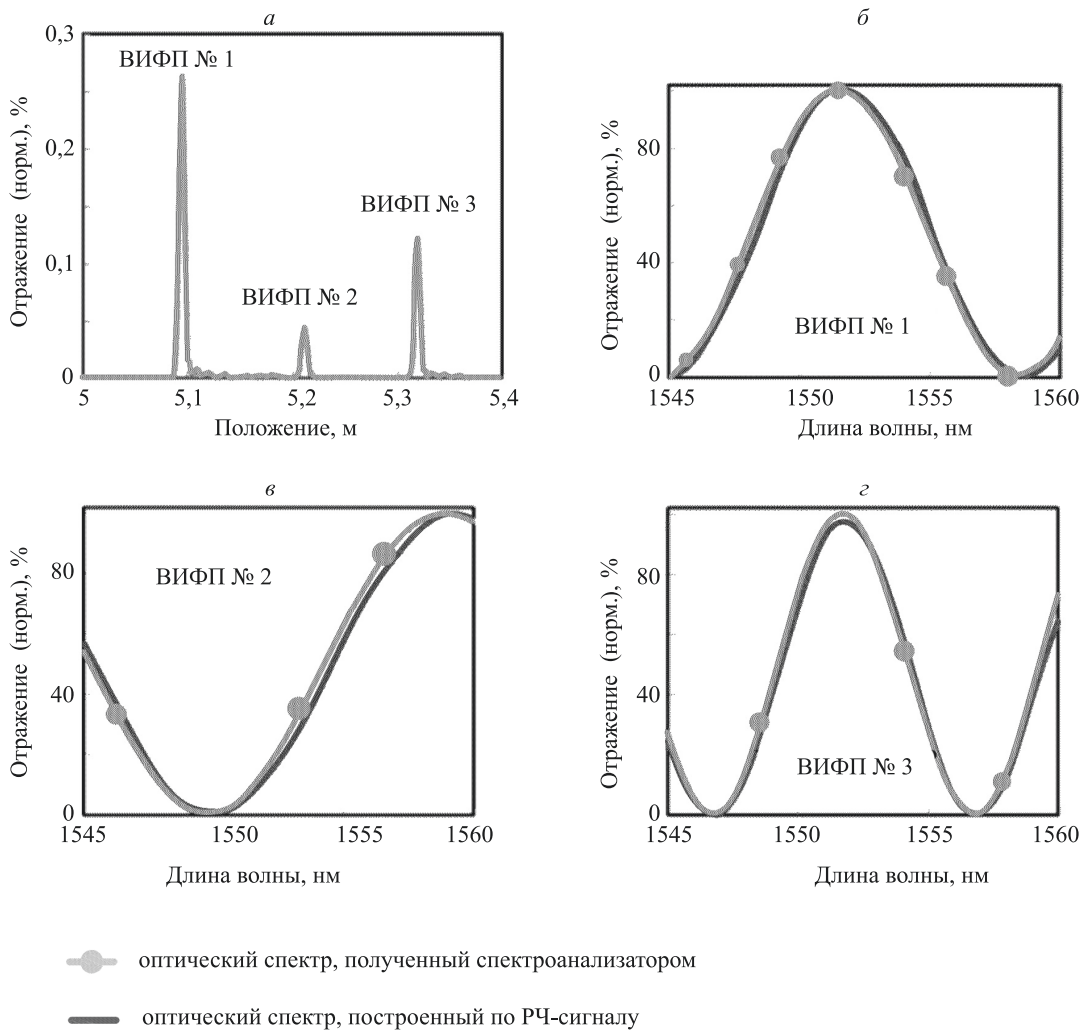 а
Отражение (норм.), %
0,3
0,2
0,1
0
ВИФП № 1
ВИФП № 2
ВИФП № 3
5
5,1
5,2
5,3
5,4
Положение, м
б
Отражение (норм.), %
80
40
0
ВИФП № 1
1545
1550
1555
1560
Длина волны, нм
в
Отражение (норм.), %
80
40
0
ВИФП № 2
1545
1550
1555
1560
Длина волны, нм
г
Отражение (норм.), %
80
40
0
ВИФП № 3
1545
1550
1555
1560
Длина волны, нм
оптический спектр, полученный спектроанализатором
оптический спектр, построенный по РЧ-сигналу